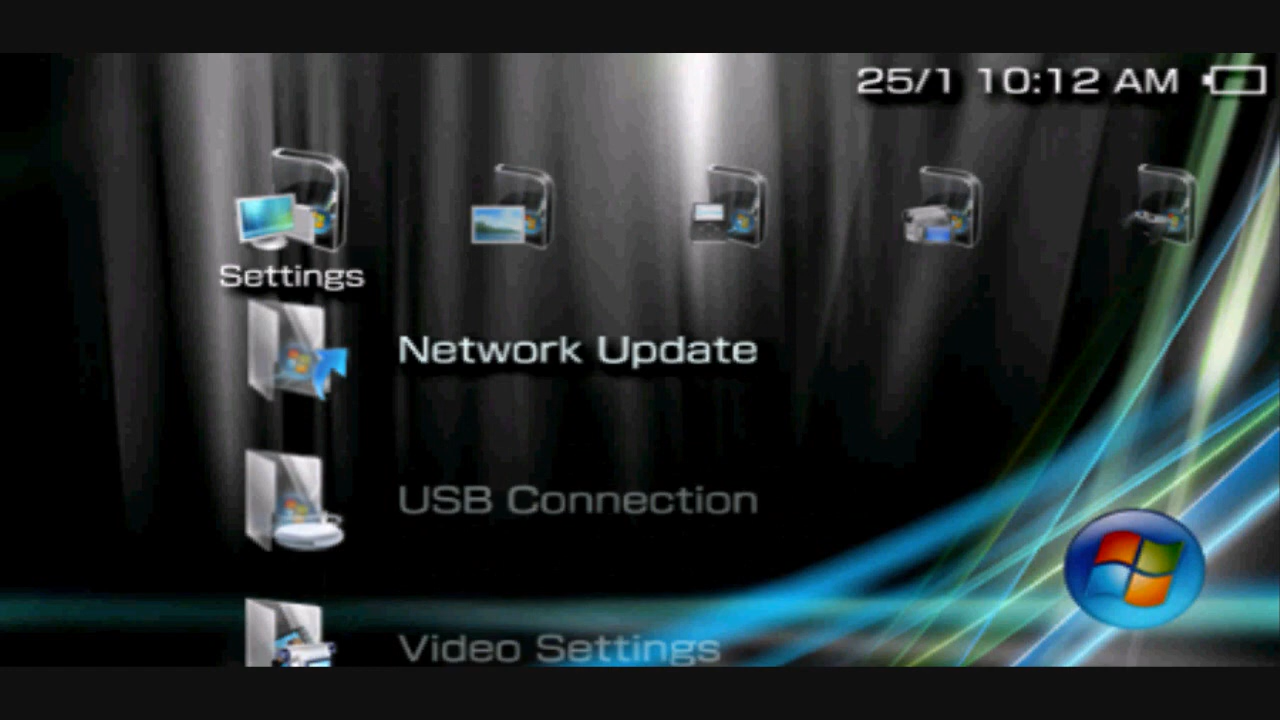 25/1 10:12 AM
Settings
Network Update
USB Connection
Video Settings